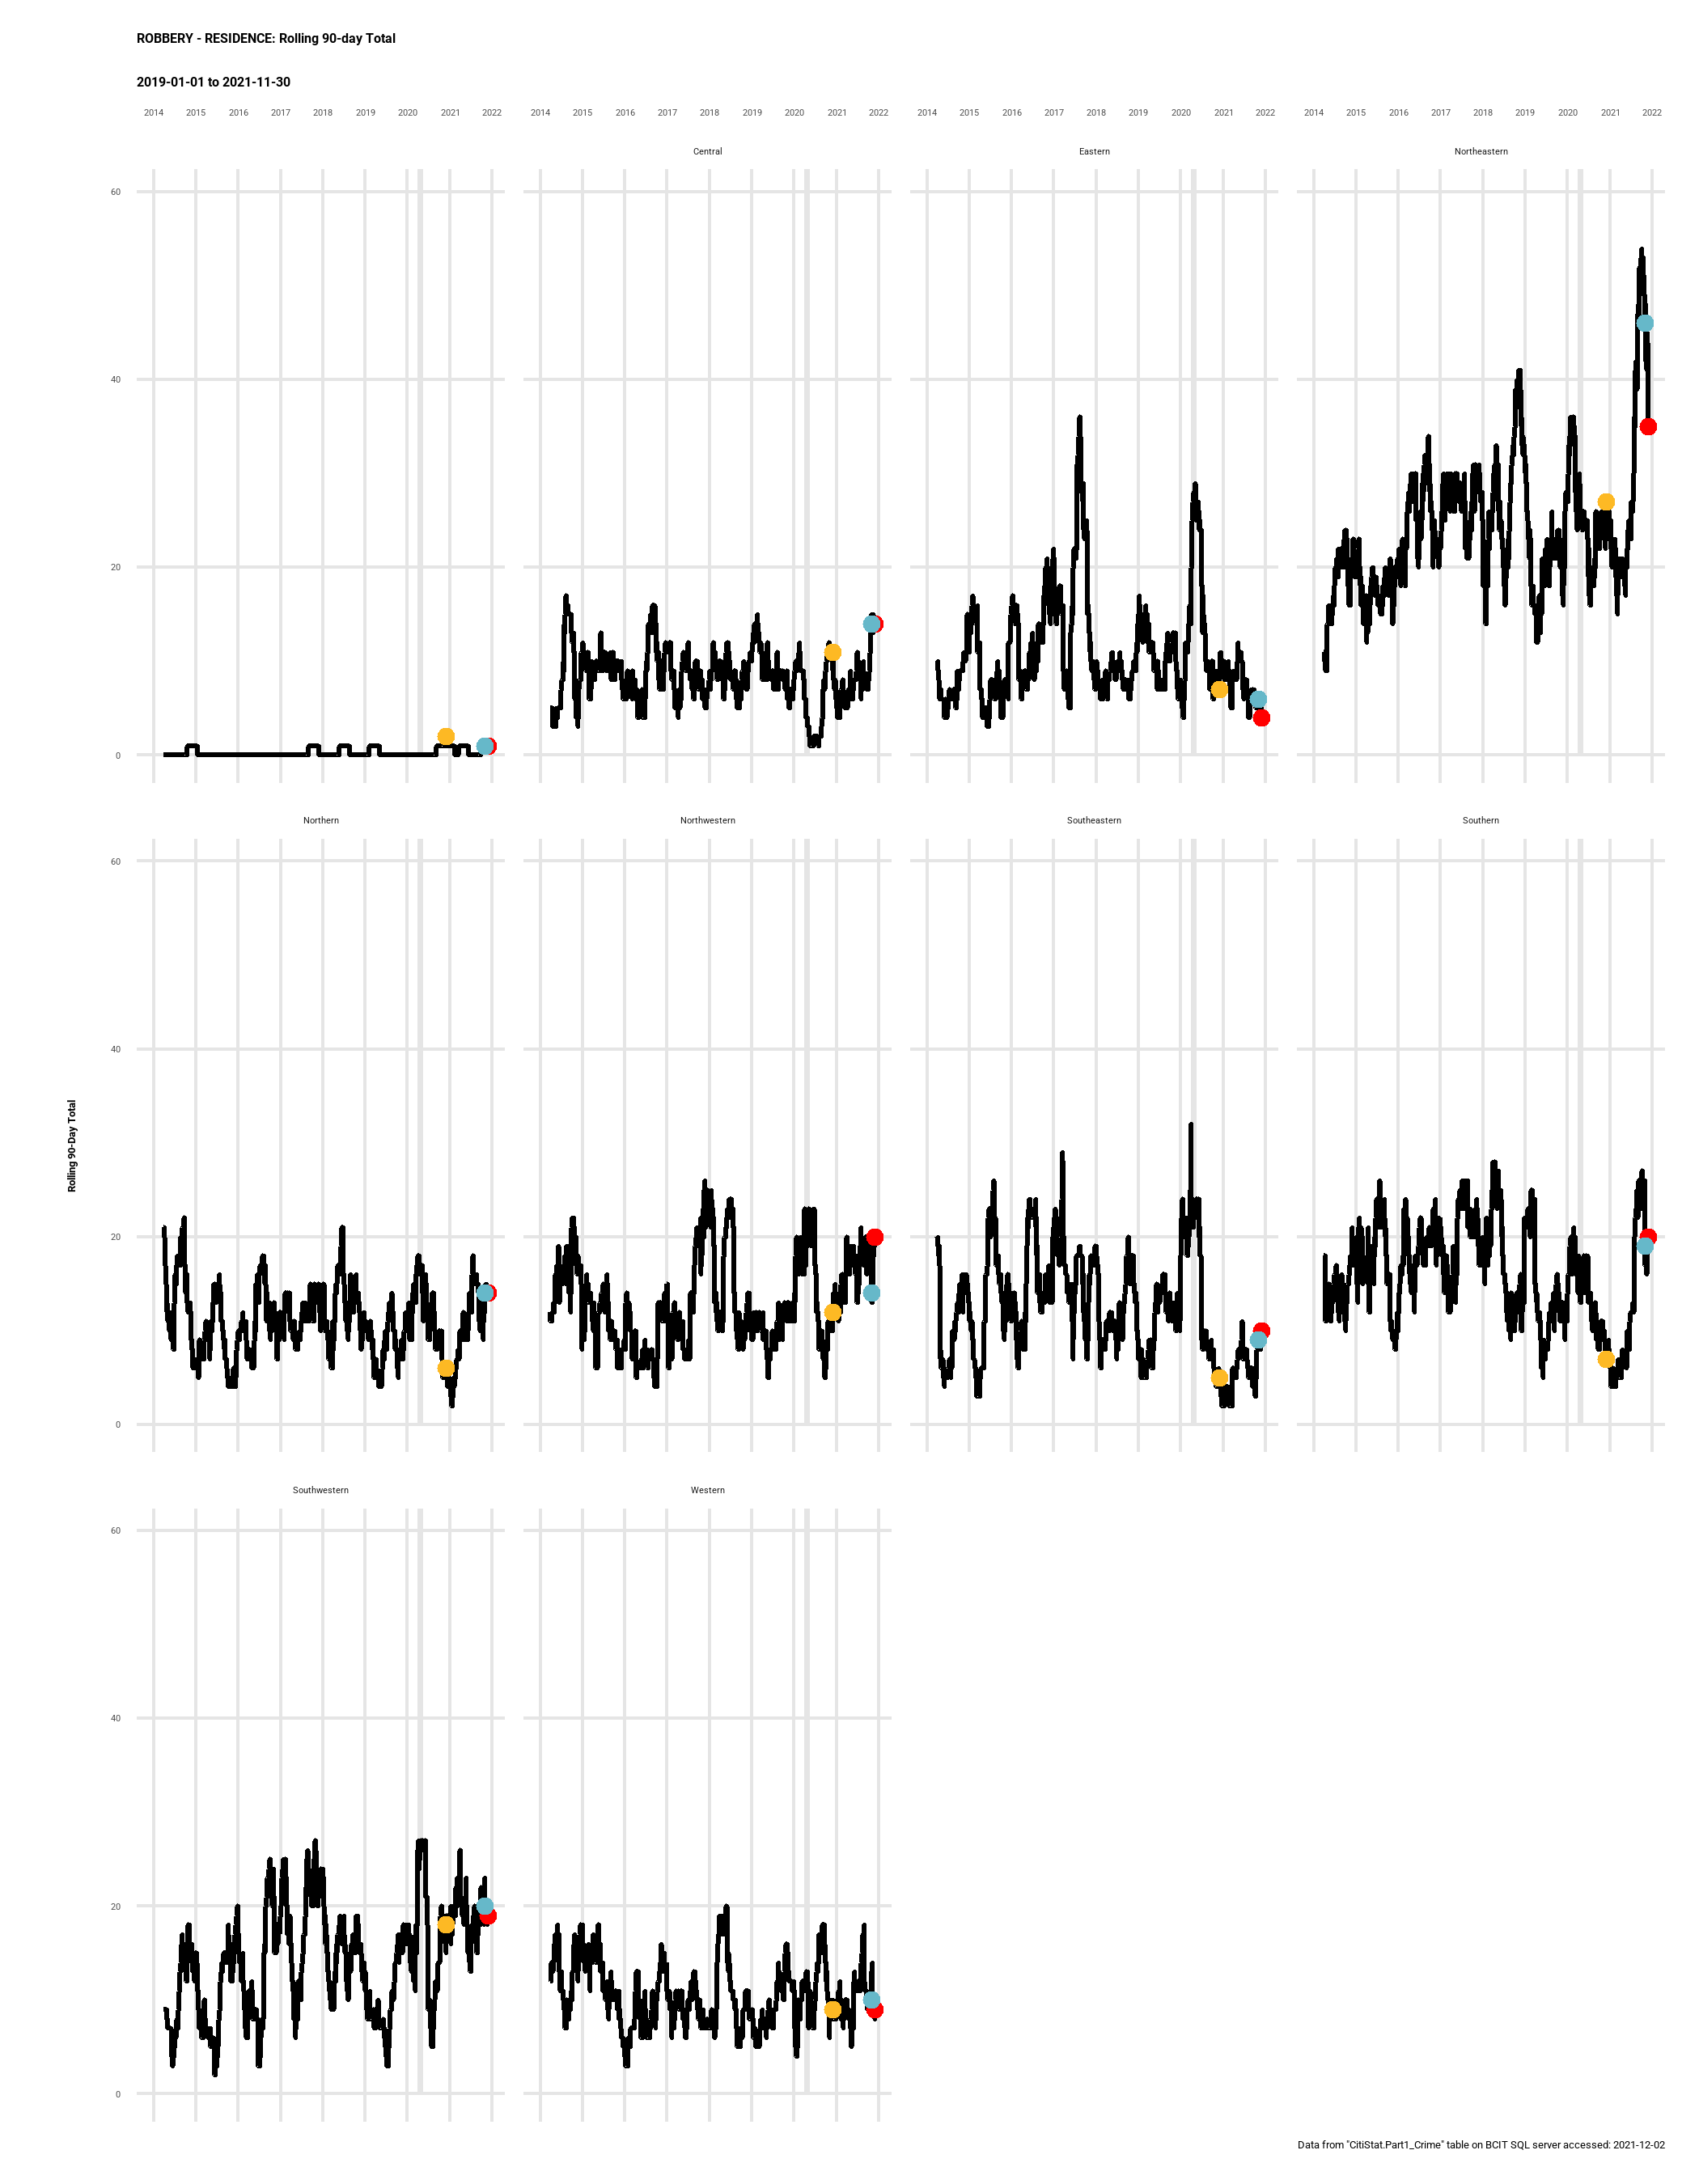 ROBBERY - RESIDENCE: Rolling 90-day Total
2019-01-01 to 2021-11-30
2014 2015 2016 2017 2018 2019 2020 2021 2022 2014 2015 2016 2017 2018 2019 2020 2021 2022 2014 2015 2016 2017 2018 2019 2020 2021 2022 2014 2015 2016 2017 2018 2019 2020 2021 2022
Central Eastern Northeastern
60
40
20
0
Northern Northwestern Southeastern Southern
60
40
20
0
Rolling 90-Day Total
Southwestern Western
60
40
20
0
Data from "CitiStat.Part1_Crime" table on BCIT SQL server accessed: 2021-12-02